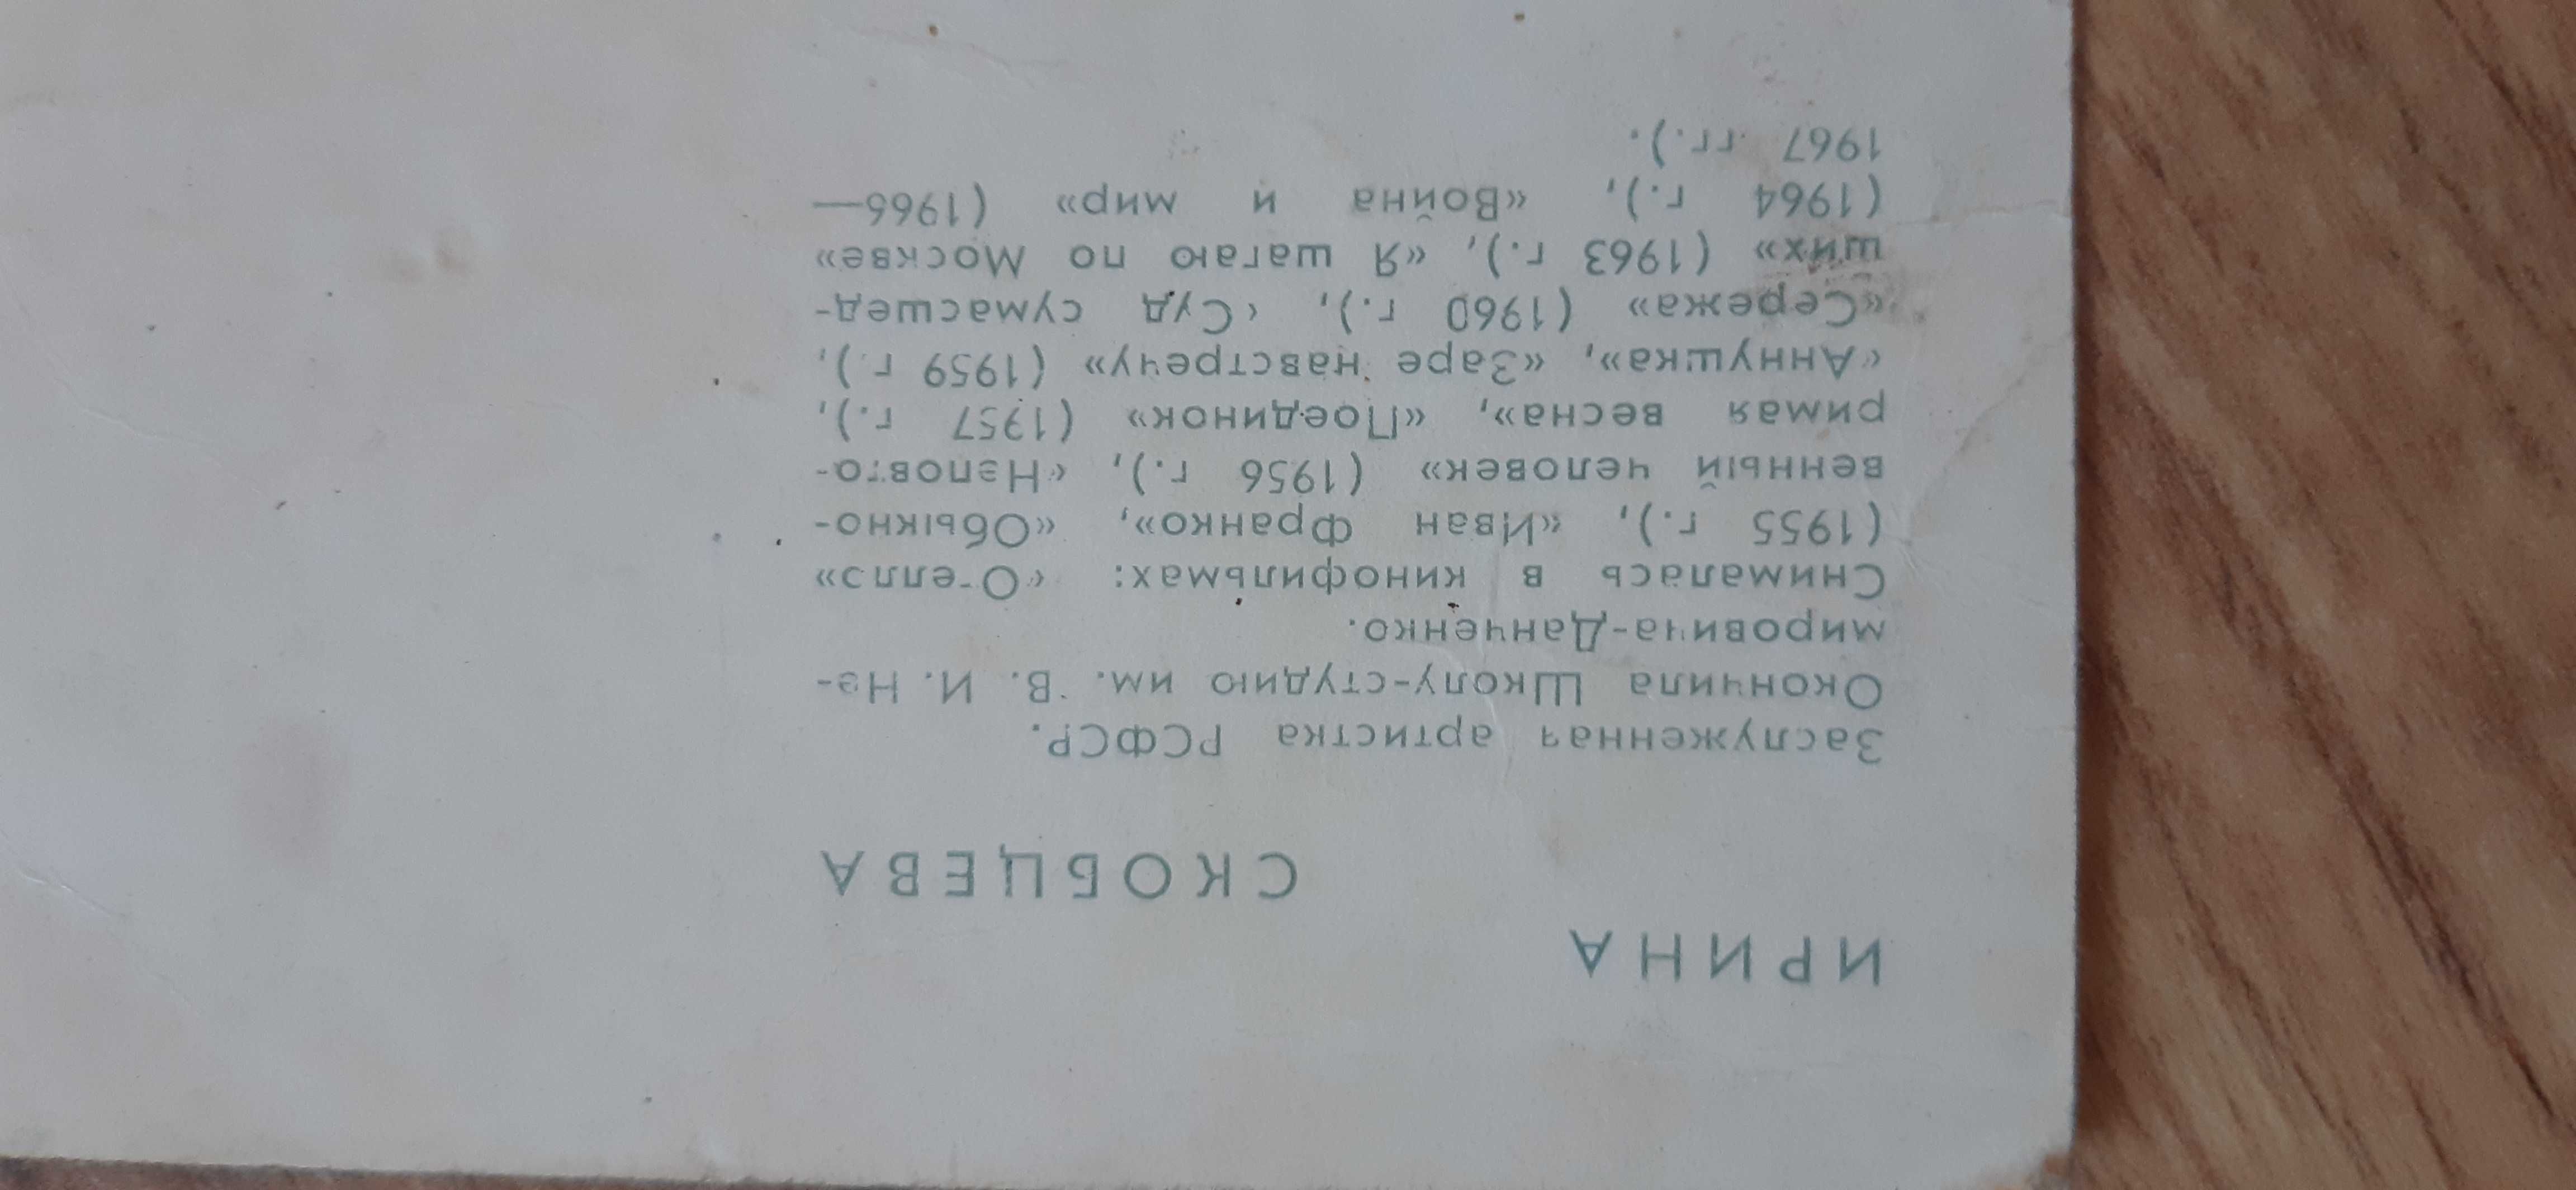 ИРИНА
СКОБЦЕВА
Заслуженная артистка РСФСР.
Окончила Школу-студию им. В. И. Не-
мировича-Данченко.
Снималась в кинофильмах: «Отелло»
(1955 г.), «Иван Франко», «Обыкно-
венный человек» (1956 г.), «Неповто-
римая весна», «Поединок» (1957 г.),
«Аннушка», «Заре навстречу» (1959 г.),
«Сережа» (1960 г.), «Суд сумасшед-
ших» (1963 г.), «Я шагаю по Москве»
(1964 г.), «Война и мир» (1966—
1967 гг.).